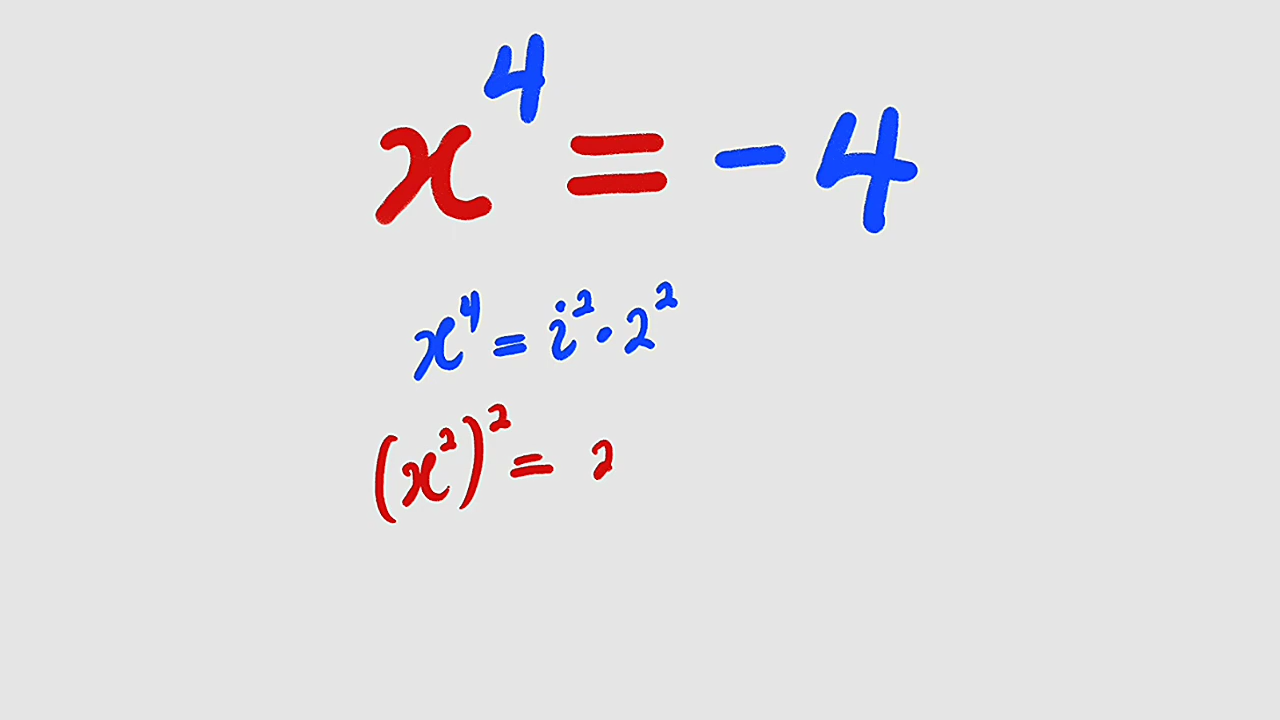 x⁴ = -4
x⁴ = i² · 2²
(x²)² = 2